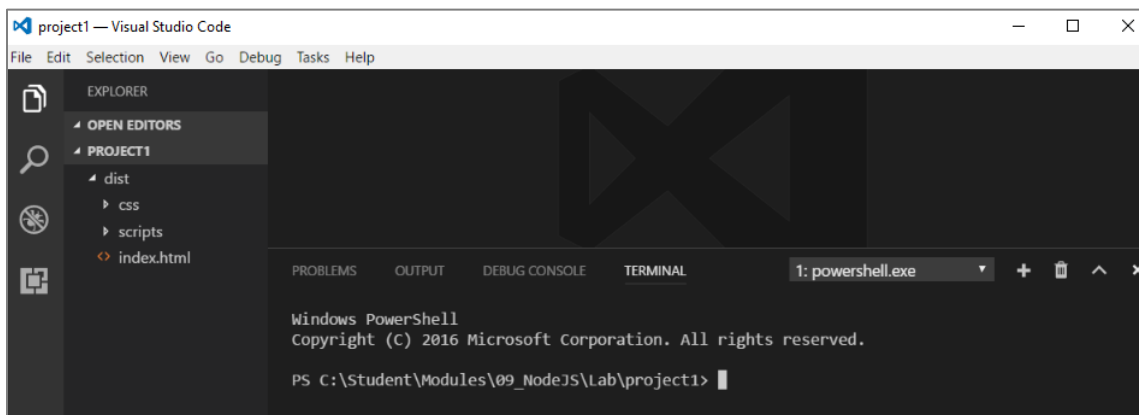 project1 — Visual Studio Code
File Edit Selection View Go Debug Tasks Help
EXPLORER
OPEN EDITORS
PROJECT1
dist
css
scripts
index.html
PROBLEMS OUTPUT DEBUG CONSOLE TERMINAL 1: powershell.exe
Windows PowerShell
Copyright (C) 2016 Microsoft Corporation. All rights reserved.
PS C:\Student\Modules\09_NodeJS\Lab\project1>